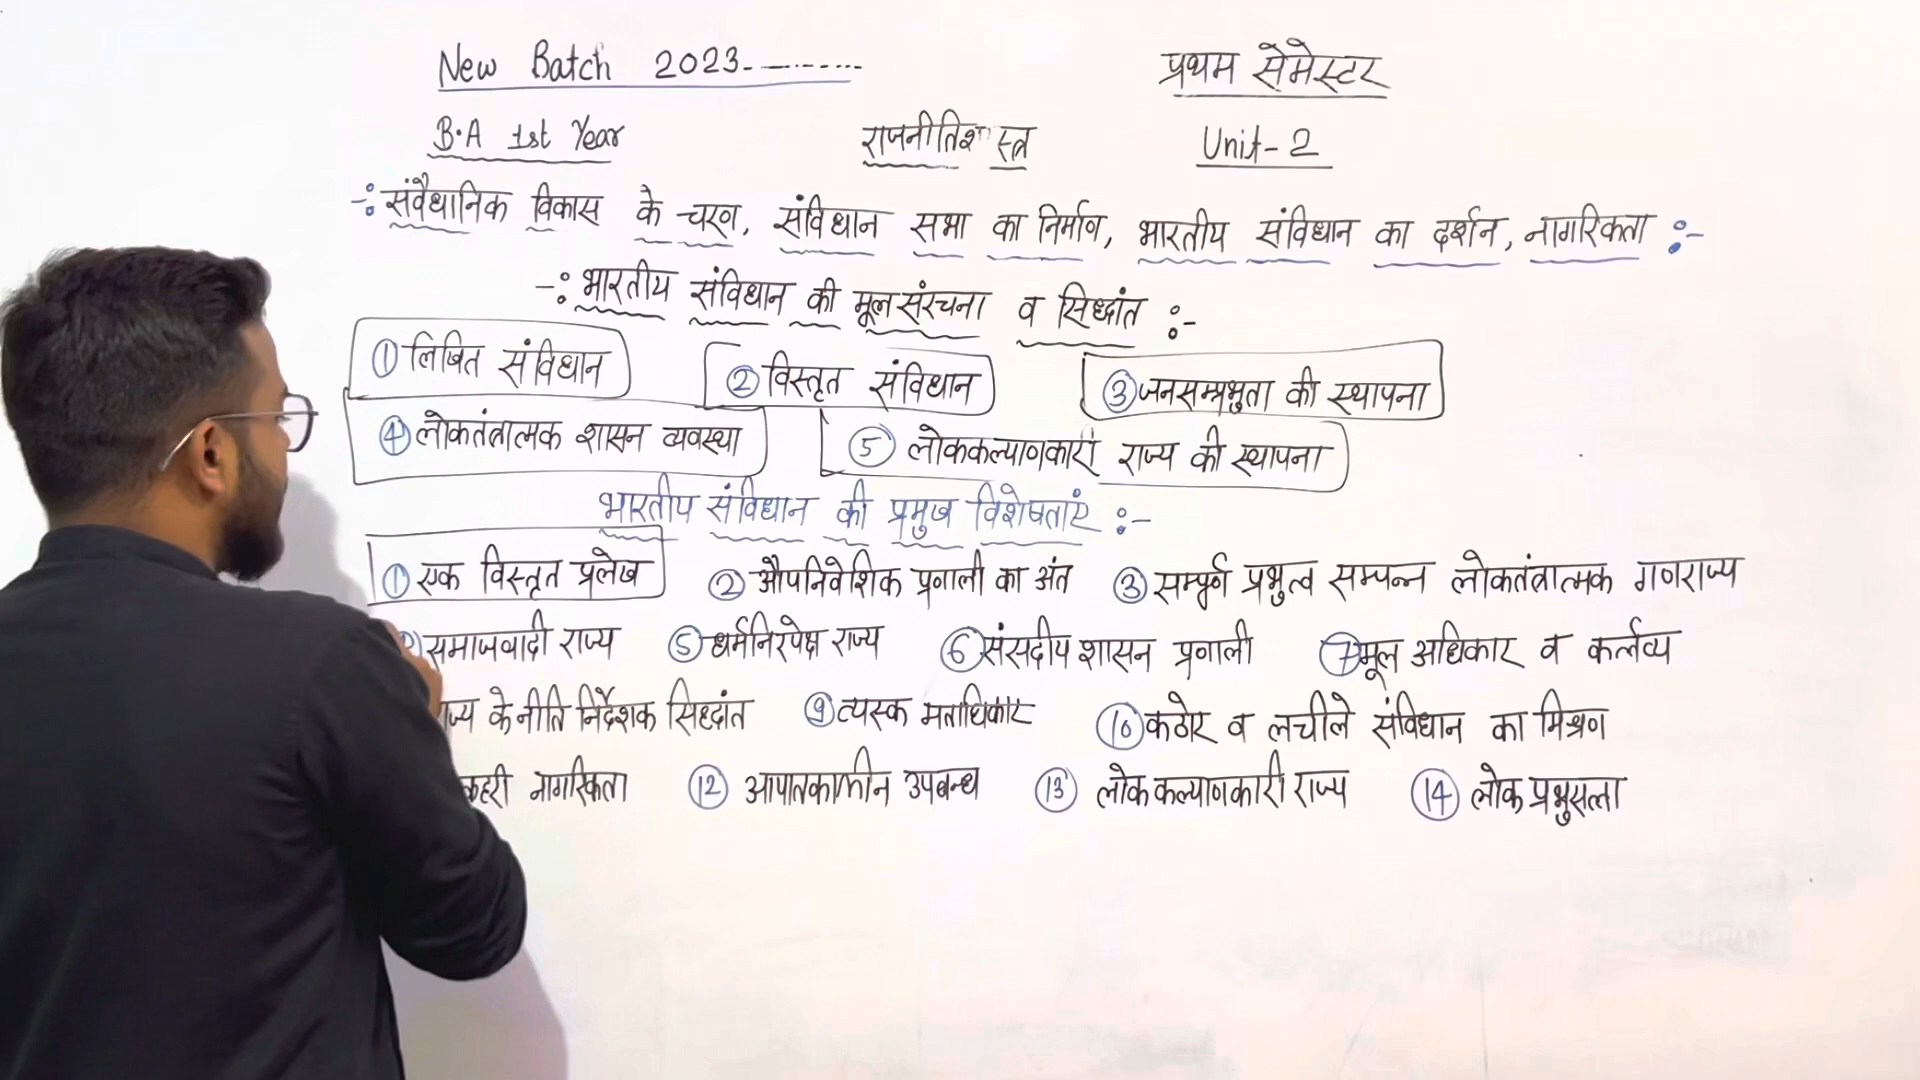 New Batch 2023.---------- प्रथम सेमेस्टर
B.A 1st Year राजनीतिशास्त्र Unit-2
-: संवैधानिक विकास के चरण, संविधान सभा का निर्माण, भारतीय संविधान का दर्शन, नागरिकता :-
-: भारतीय संविधान की मूल संरचना व सिद्धांत :-
① लिखित संविधान ② विस्तृत संविधान ③ जनसम्प्रभुता की स्थापना
④ लोकतंत्रात्मक शासन व्यवस्था ⑤ लोककल्याणकारी राज्य की स्थापना
भारतीय संविधान की प्रमुख विशेषताएं :-
① एक विस्तृत प्रलेख ② औपनिवेशिक प्रणाली का अंत ③ सम्पूर्ण प्रभुत्व सम्पन्न लोकतंत्रात्मक गणराज्य
समाजवादी राज्य ⑤ धर्मनिरपेक्ष राज्य ⑥ संसदीय शासन प्रणाली ⑦ मूल अधिकार व कर्त्तव्य
ज्य के नीति निर्देशक सिद्धांत ⑨ व्यस्क मताधिकार ⑩ कठोर व लचीले संविधान का मिश्रण
कहरी नागरिकता ⑫ आपातकालीन उपबन्ध ⑬ लोक कल्याणकारी राज्य ⑭ लोक प्रभुसत्ता